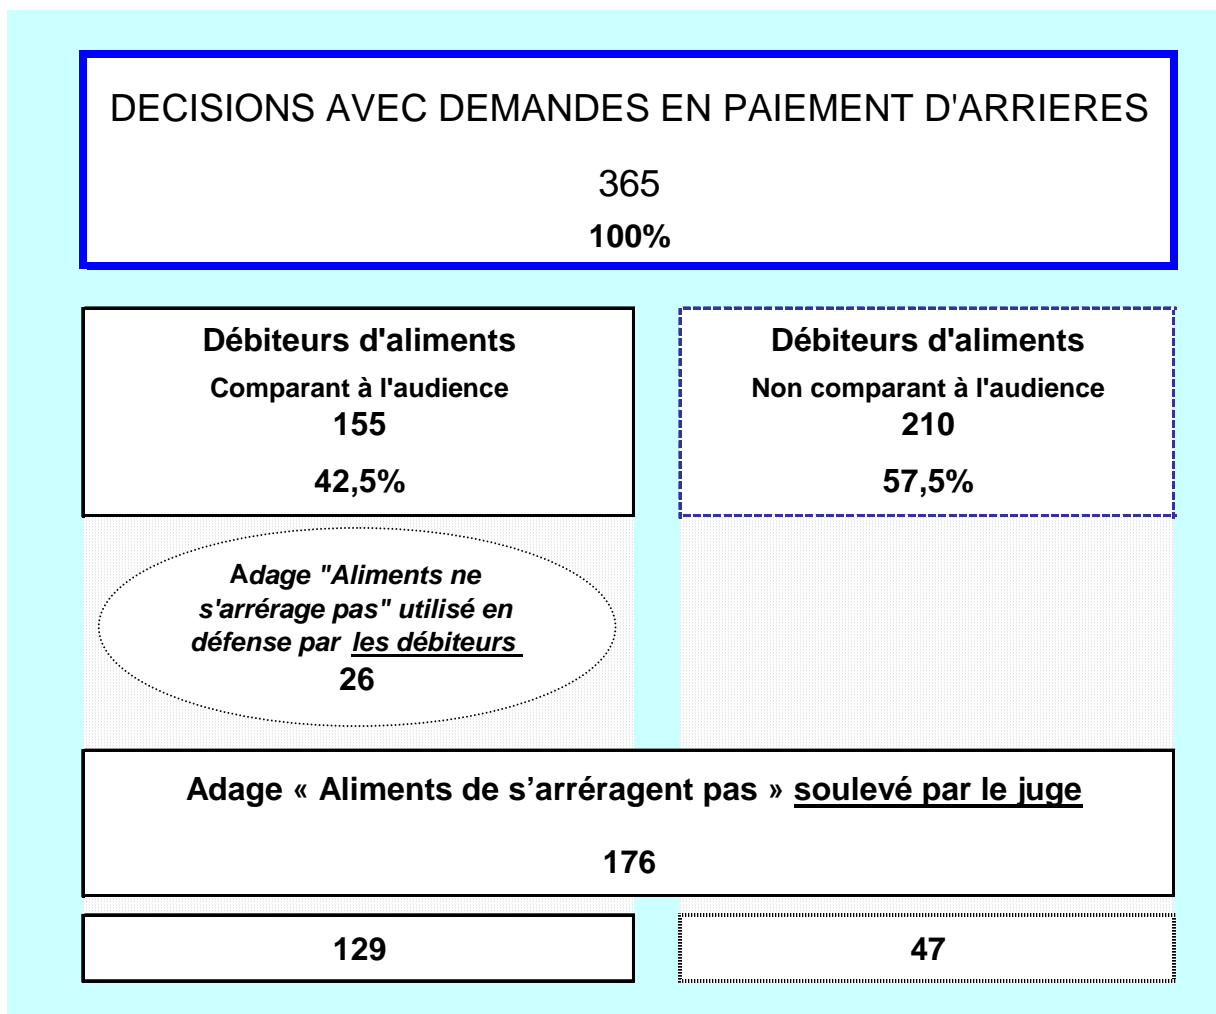 DECISIONS AVEC DEMANDES EN PAIEMENT D'ARRIERES
365
100%
Débiteurs d'aliments
Comparant à l'audience
155
42,5%
Débiteurs d'aliments
Non comparant à l'audience
210
57,5%
Adage "Aliments ne
s'arrérage pas" utilisé en
défense par les débiteurs
26
Adage « Aliments de s’arréragent pas » soulevé par le juge
176
129
47